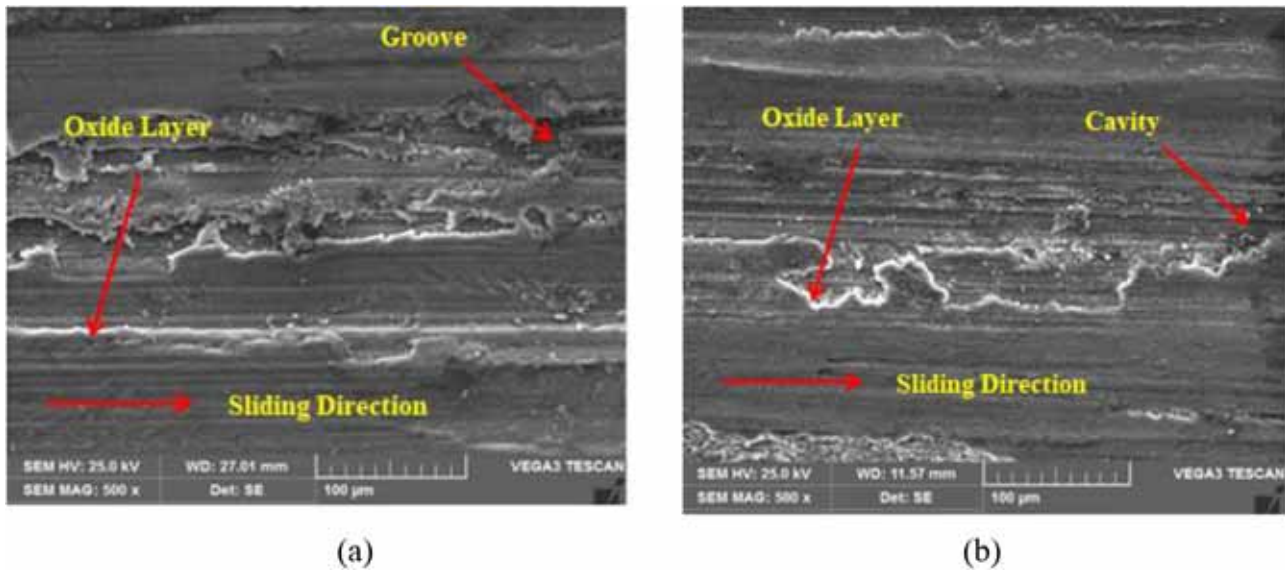 Groove
Oxide Layer
Sliding Direction
SEM HV: 25.0 kV WD: 27.01 mm VEGA3 TESCAN
SEM MAG: 500 x Det: SE 100 µm
(a)
Oxide Layer Cavity
Sliding Direction
SEM HV: 25.0 kV WD: 11.57 mm VEGA3 TESCAN
SEM MAG: 500 x Det: SE 100 µm
(b)